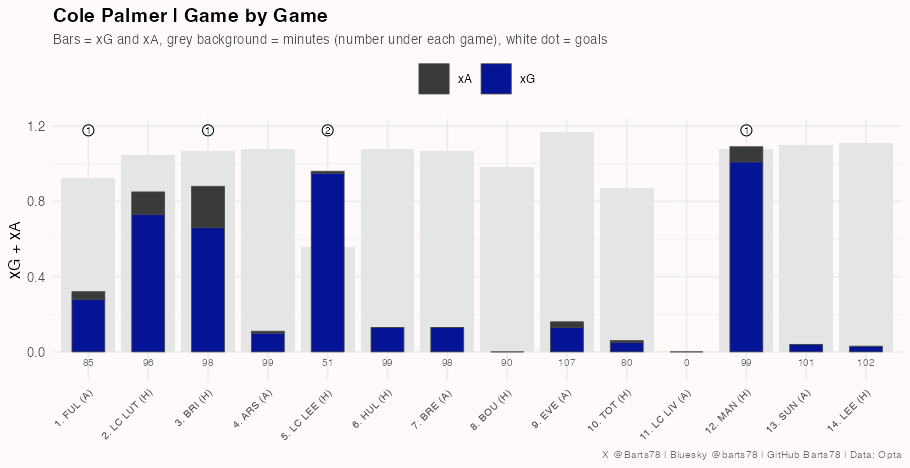 Cole Palmer | Game by Game
Bars = xG and xA, grey background = minutes (number under each game), white dot = goals
xA xG
1.2
0.8
0.4
0.0
xG + xA
1 1 2 1
85 96 98 99 51 99 98 90 107 80 0 99 101 102
1. FUL (A)
2. LC LUT (H)
3. BRI (H)
4. ARS (A)
5. LC LEE (H)
6. HUL (H)
7. BRE (A)
8. BOU (H)
9. EVE (A)
10. TOT (H)
11. LC LIV (A)
12. MAN (H)
13. SUN (A)
14. LEE (H)
X @Barts78 | Bluesky @barts78 | GitHub Barts78 | Data: Opta